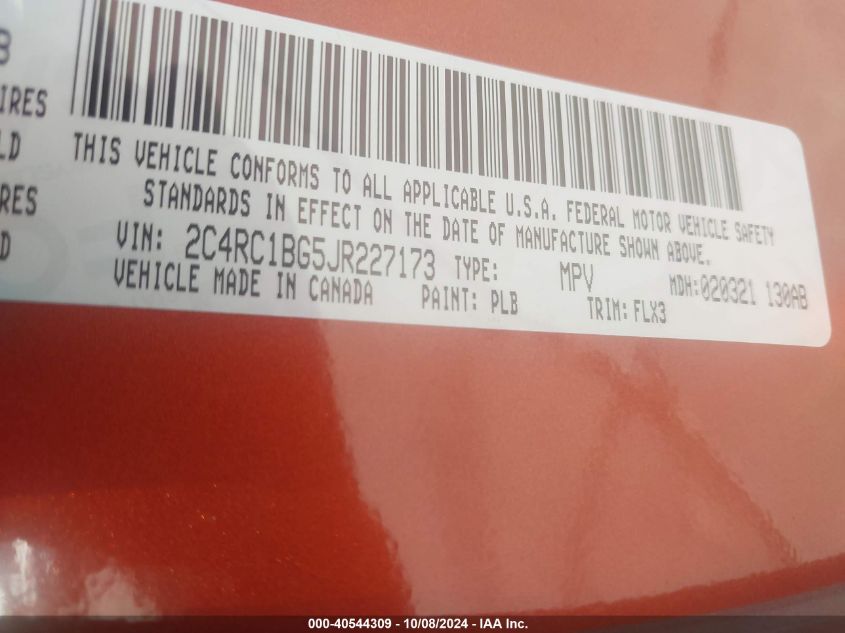 B
IRES
LD
RES
D
THIS VEHICLE CONFORMS TO ALL APPLICABLE U.S.A. FEDERAL MOTOR VEHICLE SAFETY
STANDARDS IN EFFECT ON THE DATE OF MANUFACTURE SHOWN ABOVE.
VIN: 2C4RC1BG5JR227173 TYPE: MPV MDH:020321 130AB
VEHICLE MADE IN CANADA PAINT: PLB TRIM: FLX3
000-40544309 - 10/08/2024 - IAA Inc.